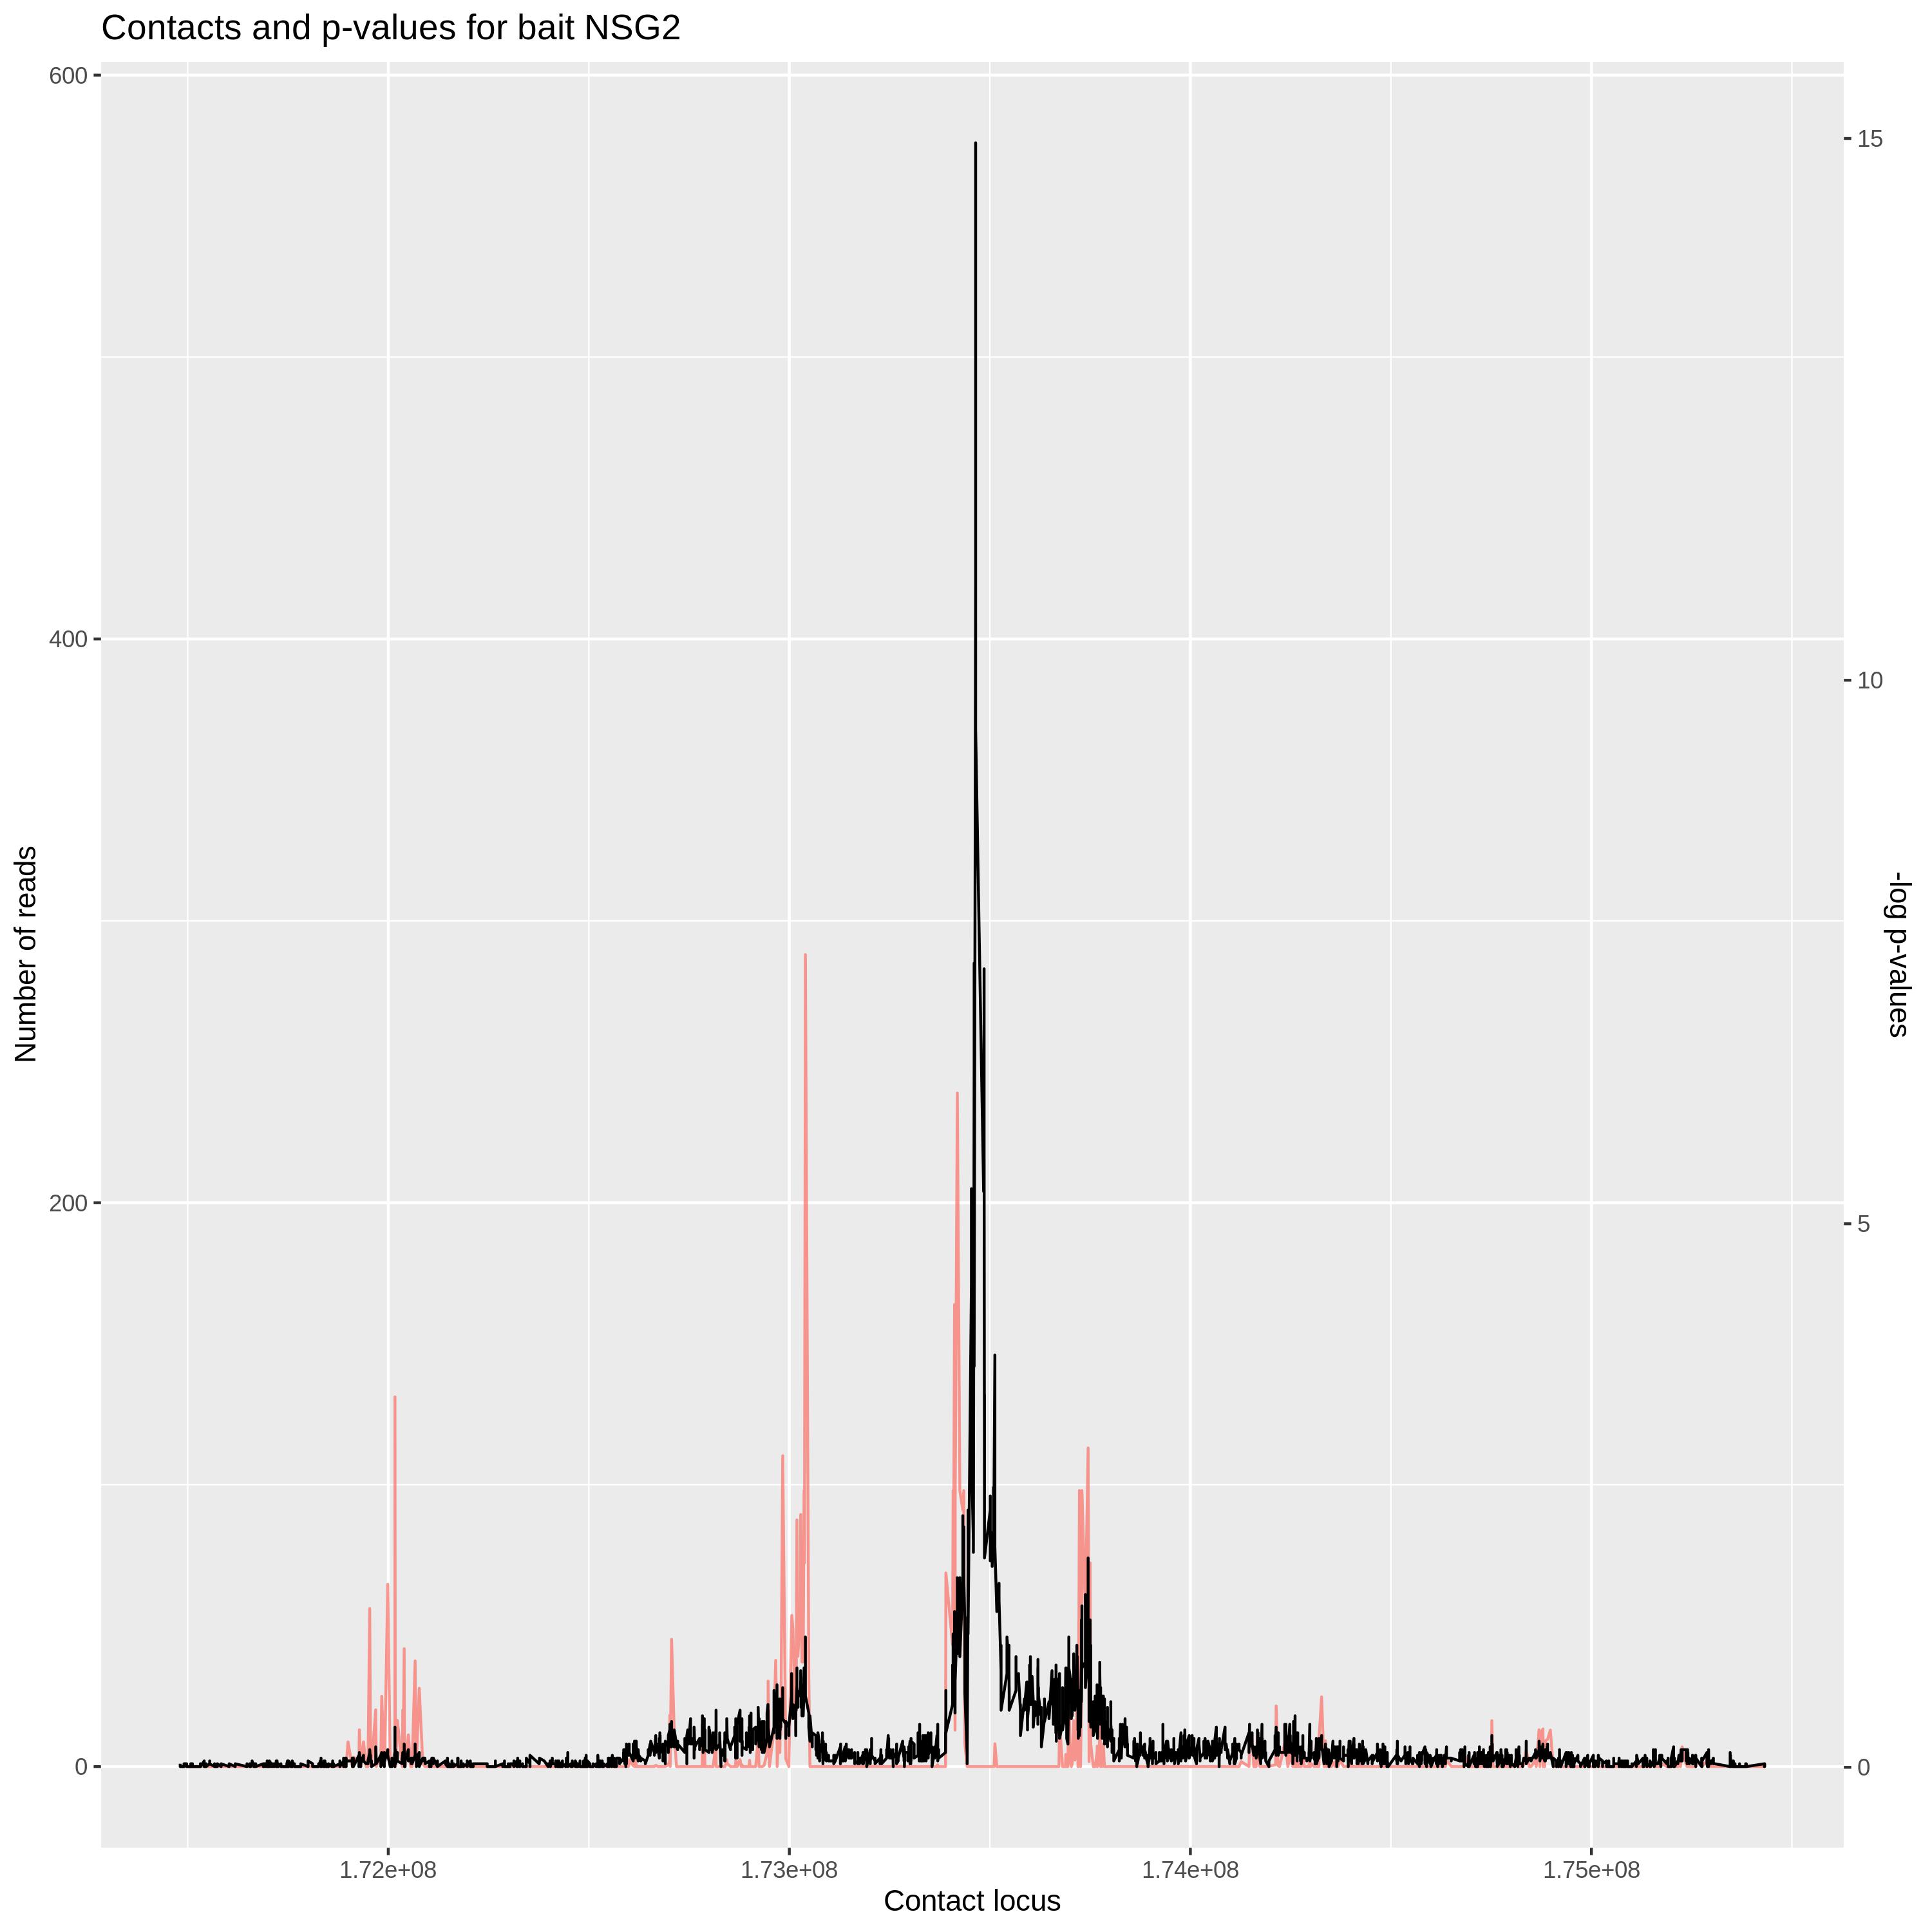 Contacts and p-values for bait NSG2
600
400
200
0
Number of reads
15
10
5
0
-log p-values
1.72e+08
1.73e+08
1.74e+08
1.75e+08
Contact locus